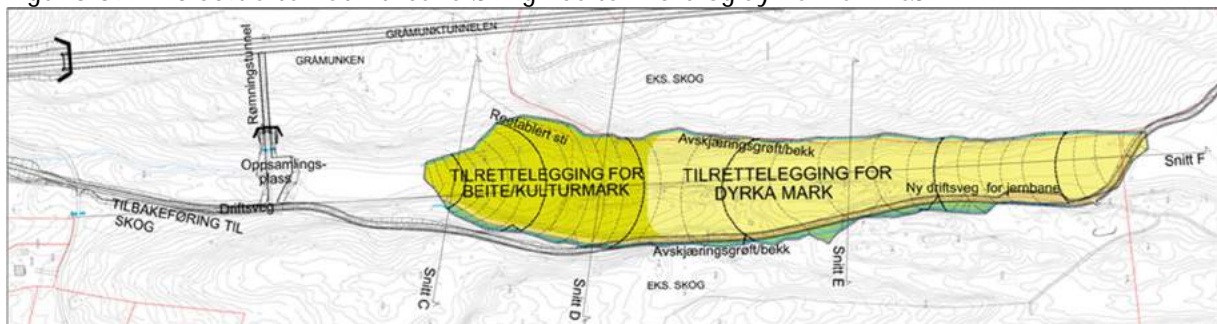 GRÅMUNKTUNNELEN
Rømningstunnel
GRÅMUNKEN
EKS. SKOG
Reetablert sti
Avskjæringsgrøft/bekk
Snitt F
Oppsamlings-
plass
TILRETTELEGGING FOR
BEITE/KULTURMARK
TILRETTELEGGING FOR
DYRKA MARK
Ny driftsveg for jernbane
Driftsveg
TILBAKEFØRING TIL
SKOG
Avskjæringsgrøft/bekk
Snitt C
Snitt D
Snitt E
EKS. SKOG